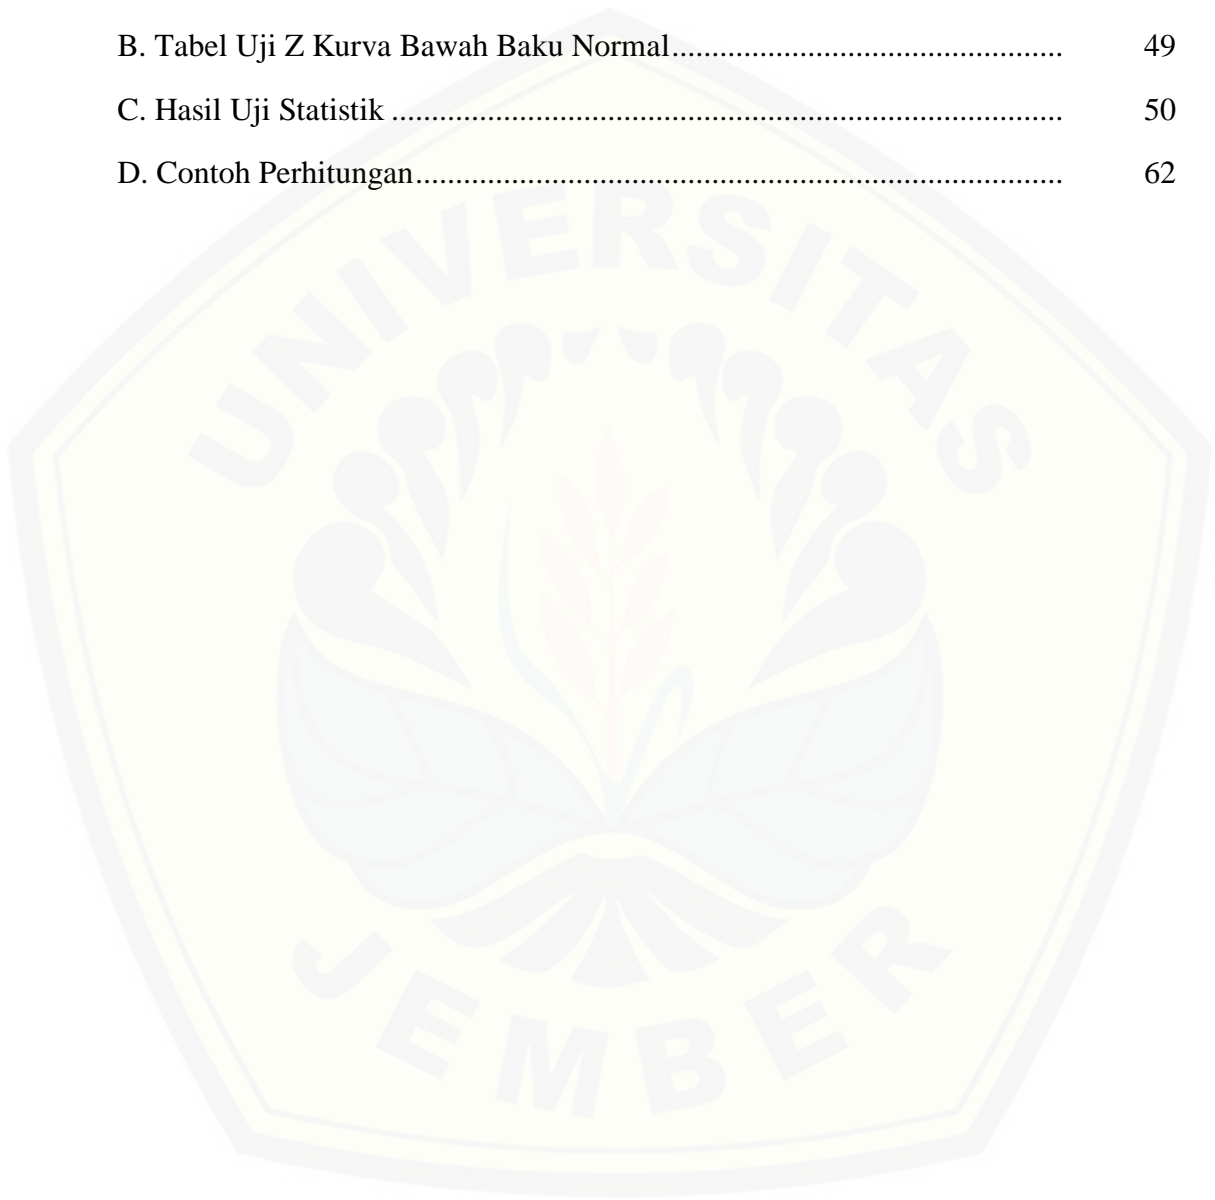 B. Tabel Uji Z Kurva Bawah Baku Normal................................................. 49
C. Hasil Uji Statistik .................................................................................... 50
D. Contoh Perhitungan................................................................................. 62
UNIVERSITAS
JEMBER